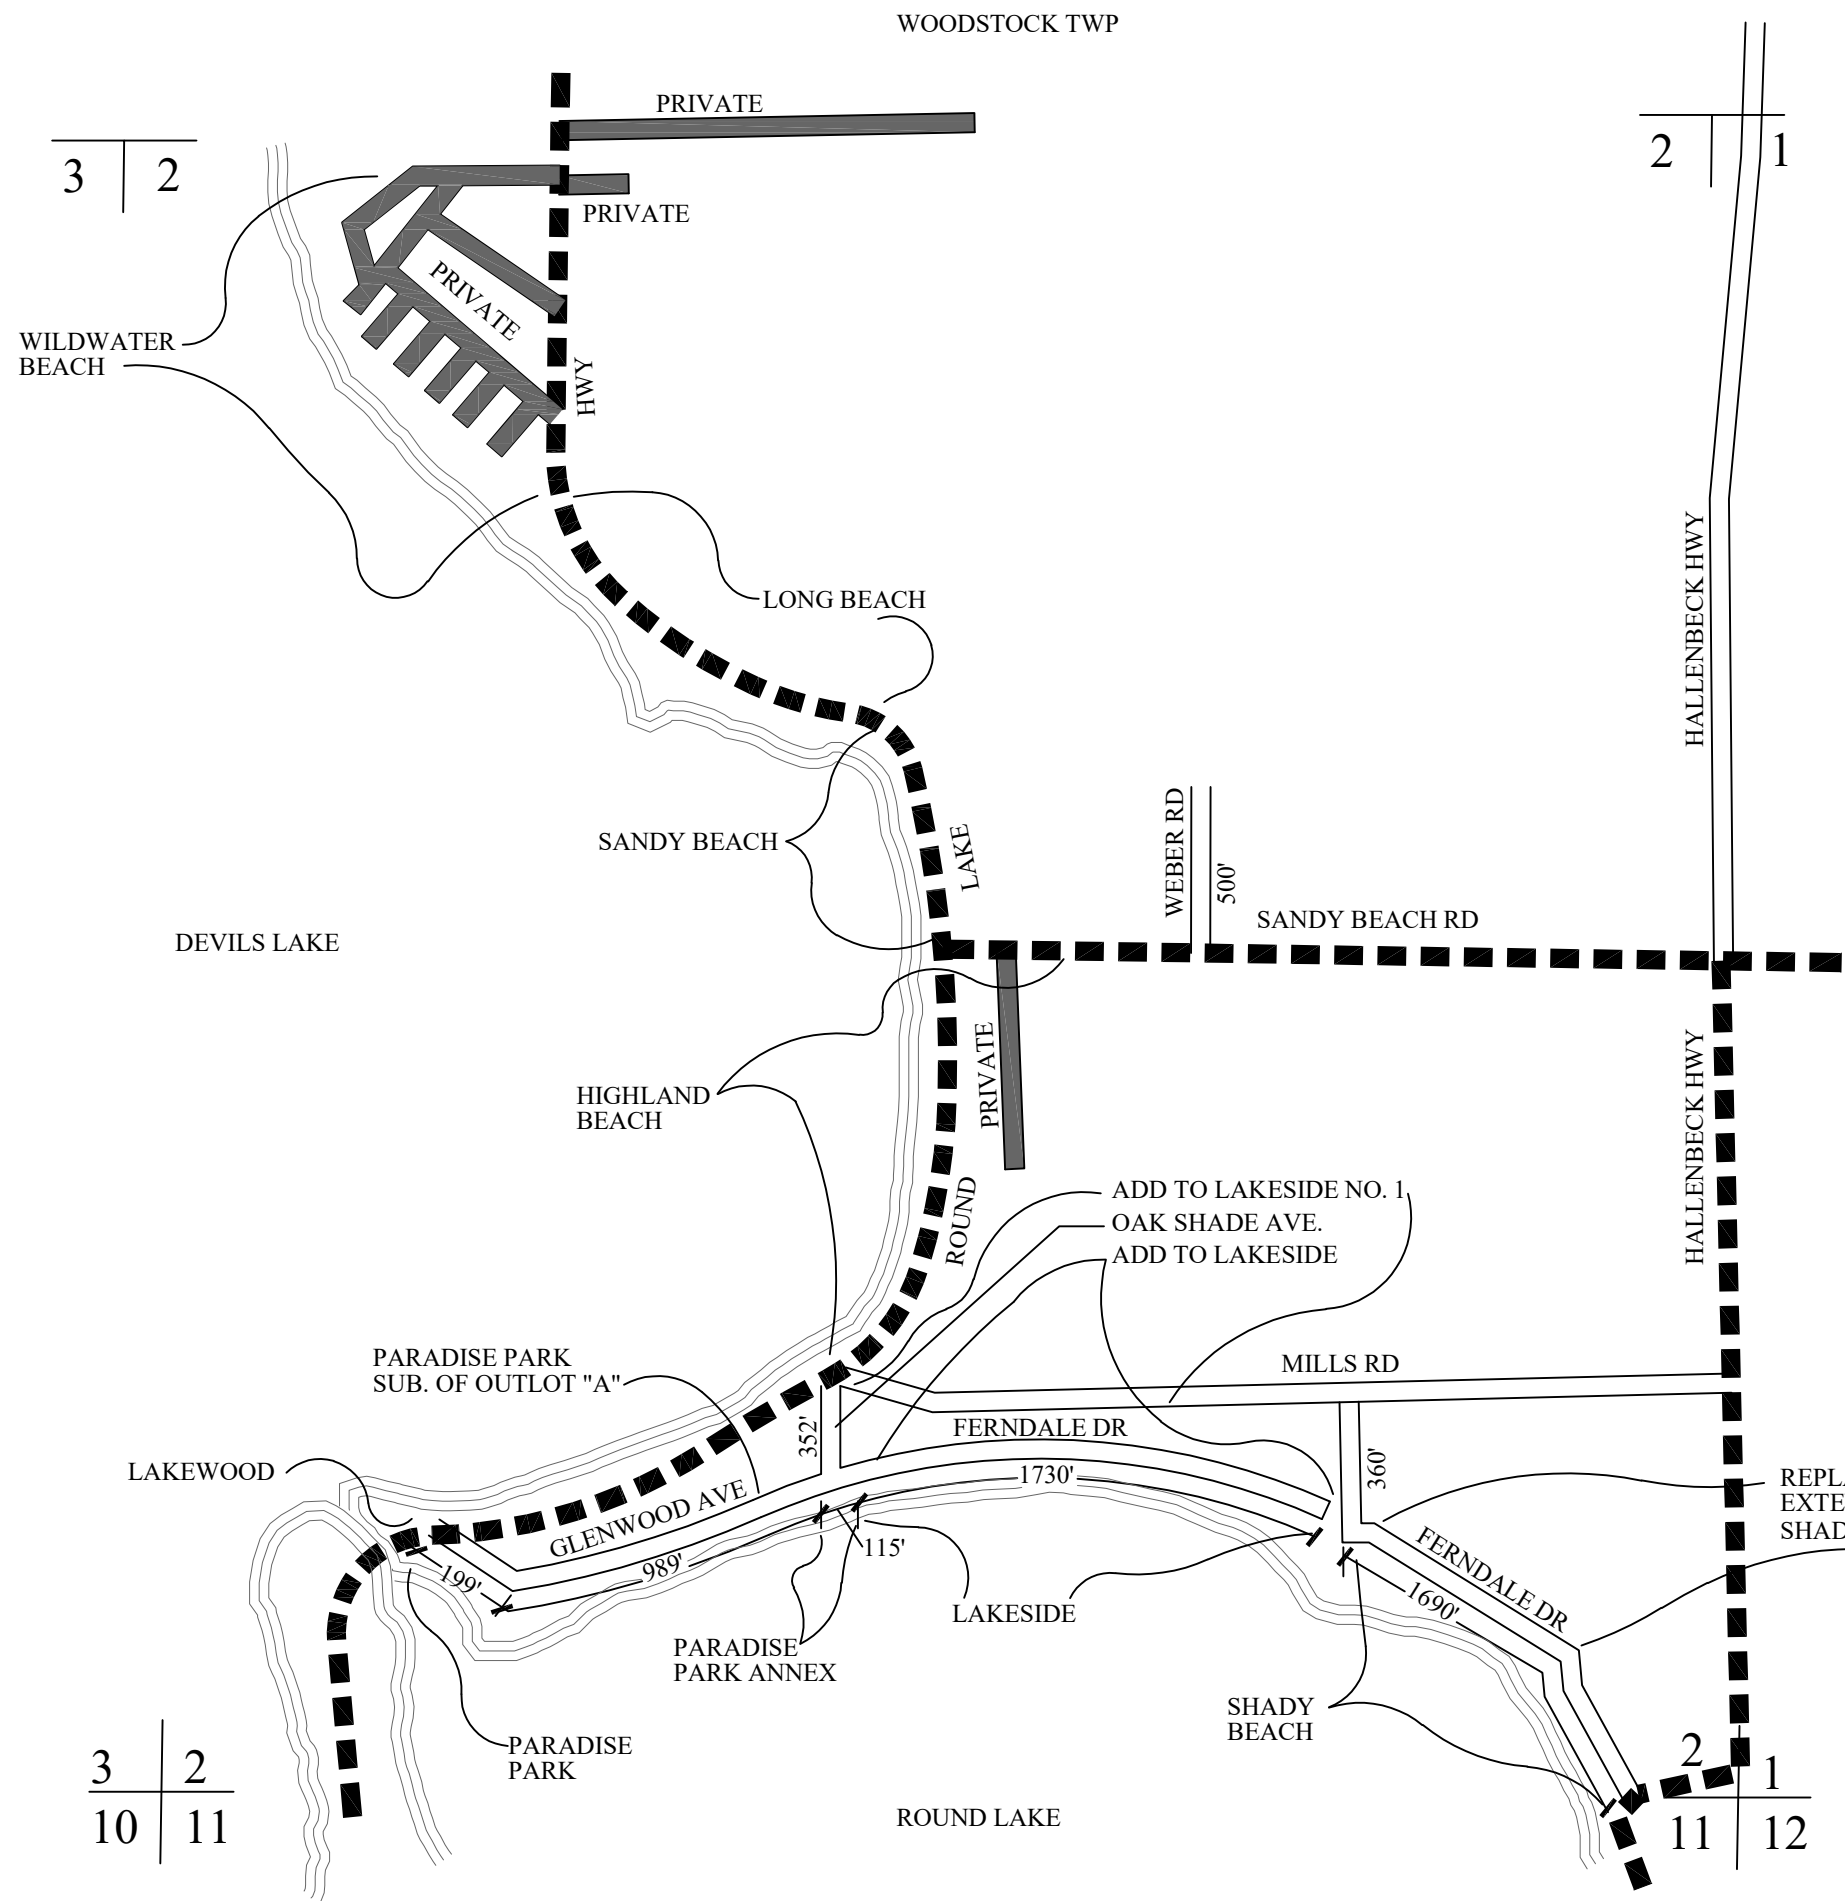 WOODSTOCK TWP
PRIVATE
3 2
2 1
PRIVATE
PRIVATE
WILDWATER
BEACH
HWY
HALLENBECK HWY
LONG BEACH
WEBER RD
500'
SANDY BEACH
LAKE
SANDY BEACH RD
DEVILS LAKE
PRIVATE
HALLENBECK HWY
HIGHLAND
BEACH
ROUND
ADD TO LAKESIDE NO. 1
OAK SHADE AVE.
ADD TO LAKESIDE
PARADISE PARK
SUB. OF OUTLOT "A"
MILLS RD
352'
FERNDALE DR
360'
LAKEWOOD
1730'
REPLA
EXTE
SHAD
GLENWOOD AVE
115'
989'
199'
FERNDALE DR
1690'
LAKESIDE
PARADISE
PARK ANNEX
SHADY
BEACH
PARADISE
PARK
3 2
10 11
2 1
11 12
ROUND LAKE